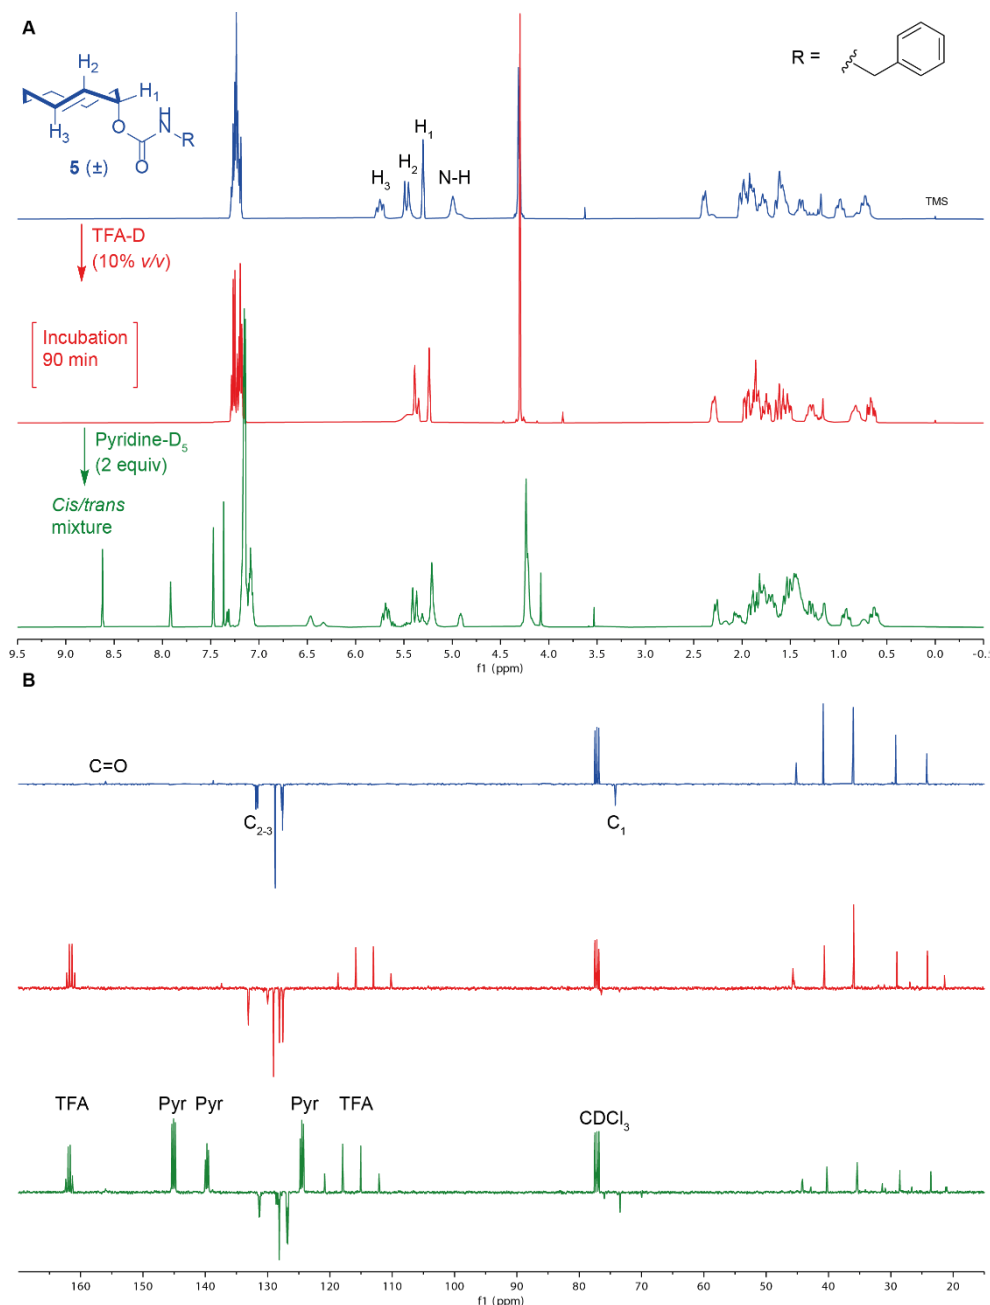 A
R =
H2
H1
H3
O
H
N
R
O
5 (±)
H3
H2
H1
N-H
TMS
TFA-D
(10% v/v)
Incubation
90 min
Pyridine-D5
(2 equiv)
Cis/trans
mixture
9.5 9.0 8.5 8.0 7.5 7.0 6.5 6.0 5.5 5.0 4.5 4.0 3.5 3.0 2.5 2.0 1.5 1.0 0.5 0.0 -0.5
f1 (ppm)
B
C=O
C2-3
C1
TFA Pyr Pyr Pyr TFA CDCl3
160 150 140 130 120 110 100 90 80 70 60 50 40 30 20
f1 (ppm)